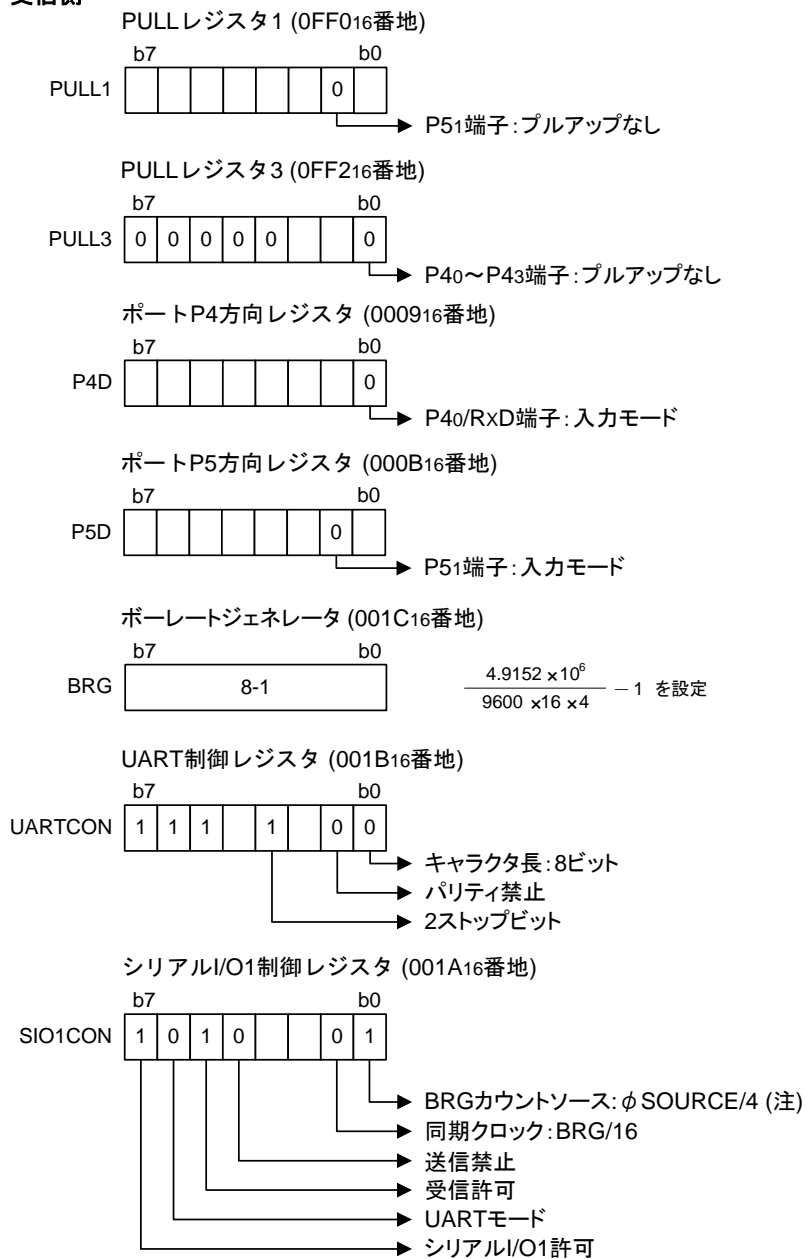 受信側
PULLレジスタ1 (0FF016番地)
b7 b0
PULL1 0
P51端子：プルアップなし
PULLレジスタ3 (0FF216番地)
b7 b0
PULL3 0 0 0 0 0 0
P40～P43端子：プルアップなし
ポートP4方向レジスタ (000916番地)
b7 b0
P4D 0
P40/RXD端子：入力モード
ポートP5方向レジスタ (000B16番地)
b7 b0
P5D 0
P51端子：入力モード
ボーレートジェネレータ (001C16番地)
b7 b0
BRG 8-1
4.9152 ×10⁶
9600 ×16 ×4
－1 を設定
UART制御レジスタ (001B16番地)
b7 b0
UARTCON 1 1 1 1 0 0
キャラクタ長：8ビット
パリティ禁止
2ストップビット
シリアルI/O1制御レジスタ (001A16番地)
b7 b0
SIO1CON 1 0 1 0 0 1
BRGカウントソース：φSOURCE/4 (注)
同期クロック：BRG/16
送信禁止
受信許可
UARTモード
シリアルI/O1許可